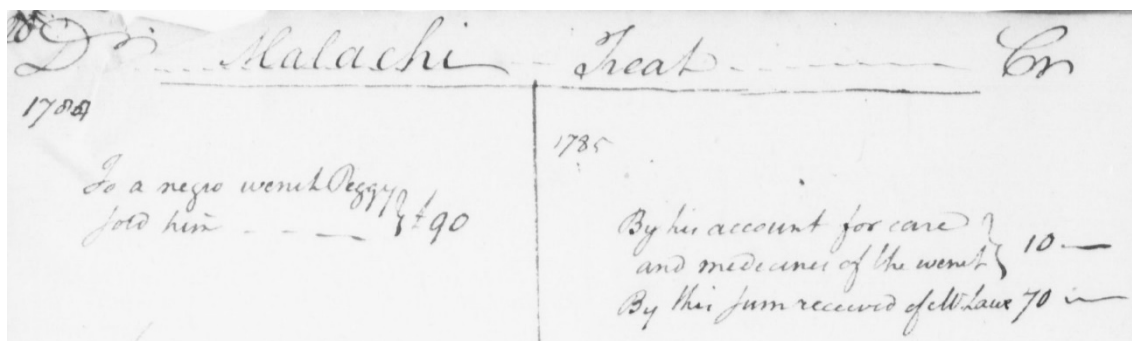 Dr Malachi Treat Cr
1784
To a negro wench Peggy
sold him £90
1785
By his account for care
and medecines of the wench 10
By this sum received of Mr Lawe 70